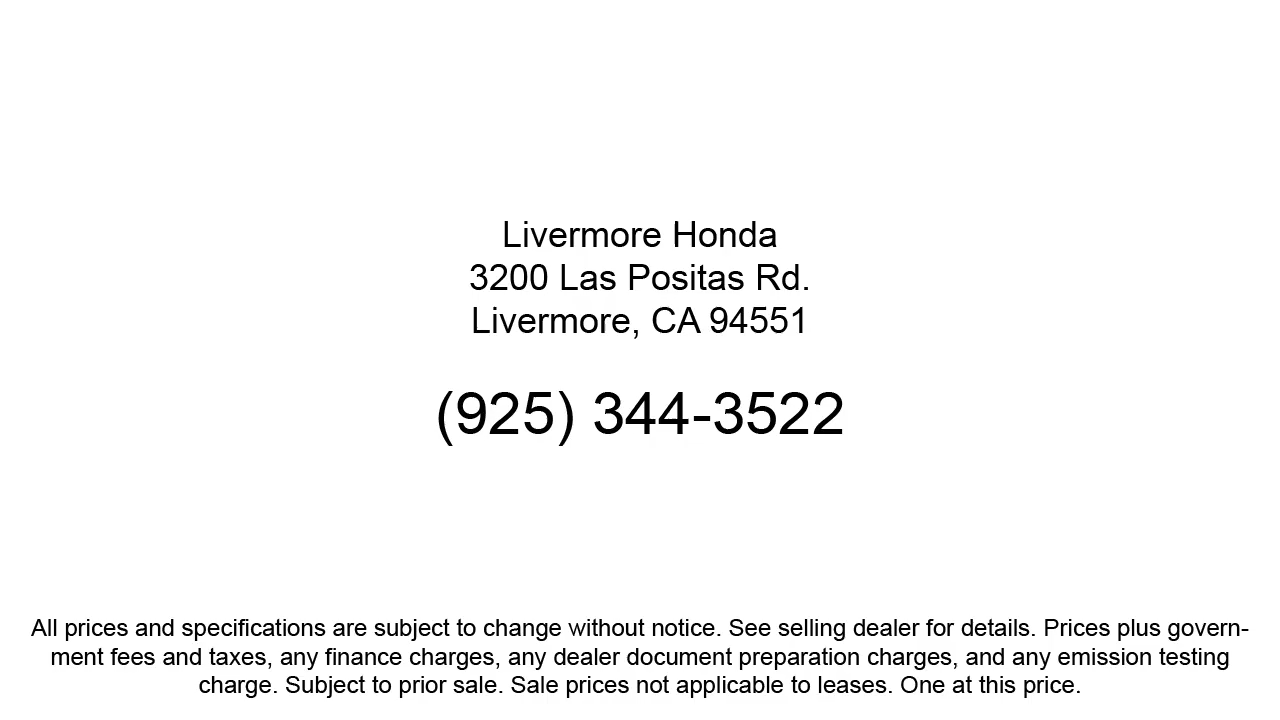 Livermore Honda
3200 Las Positas Rd.
Livermore, CA 94551
(925) 344-3522
All prices and specifications are subject to change without notice. See selling dealer for details. Prices plus govern-
ment fees and taxes, any finance charges, any dealer document preparation charges, and any emission testing
charge. Subject to prior sale. Sale prices not applicable to leases. One at this price.